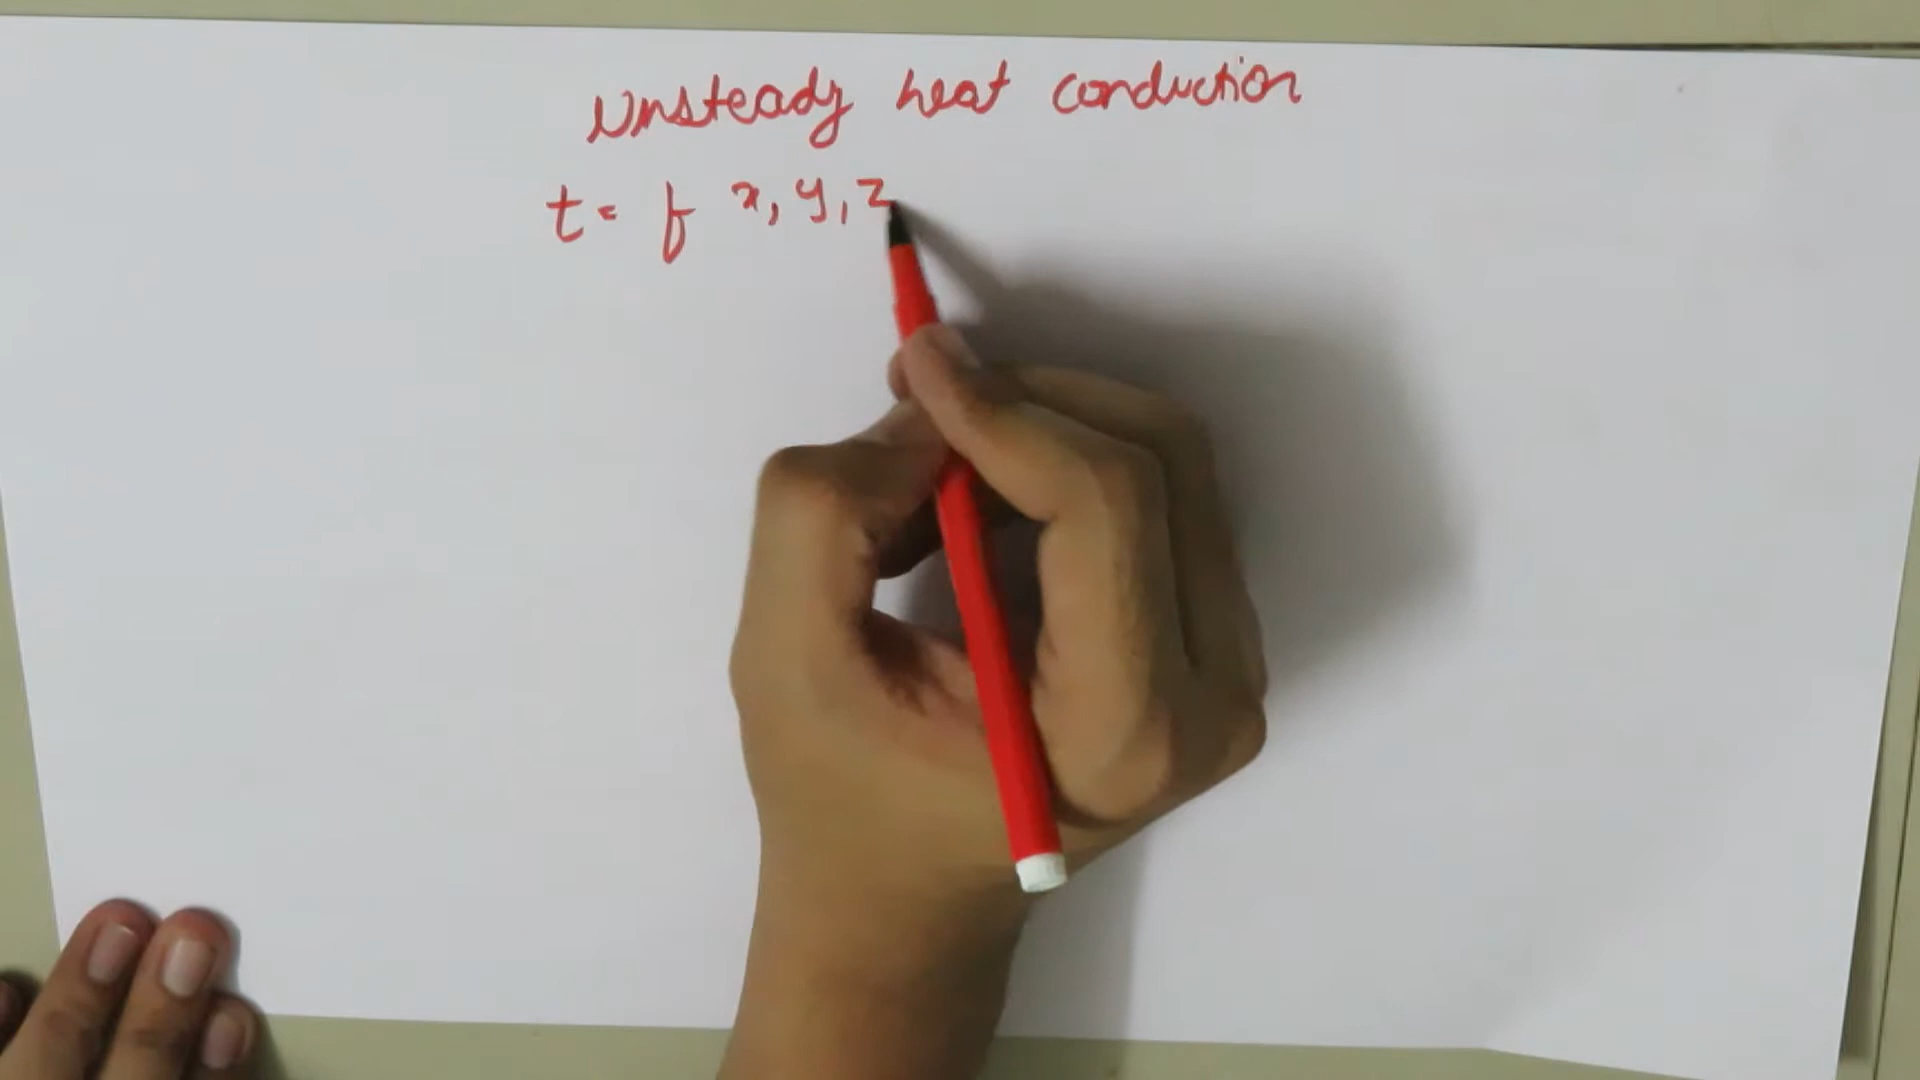 Unsteady heat conduction
t = f x, y, z